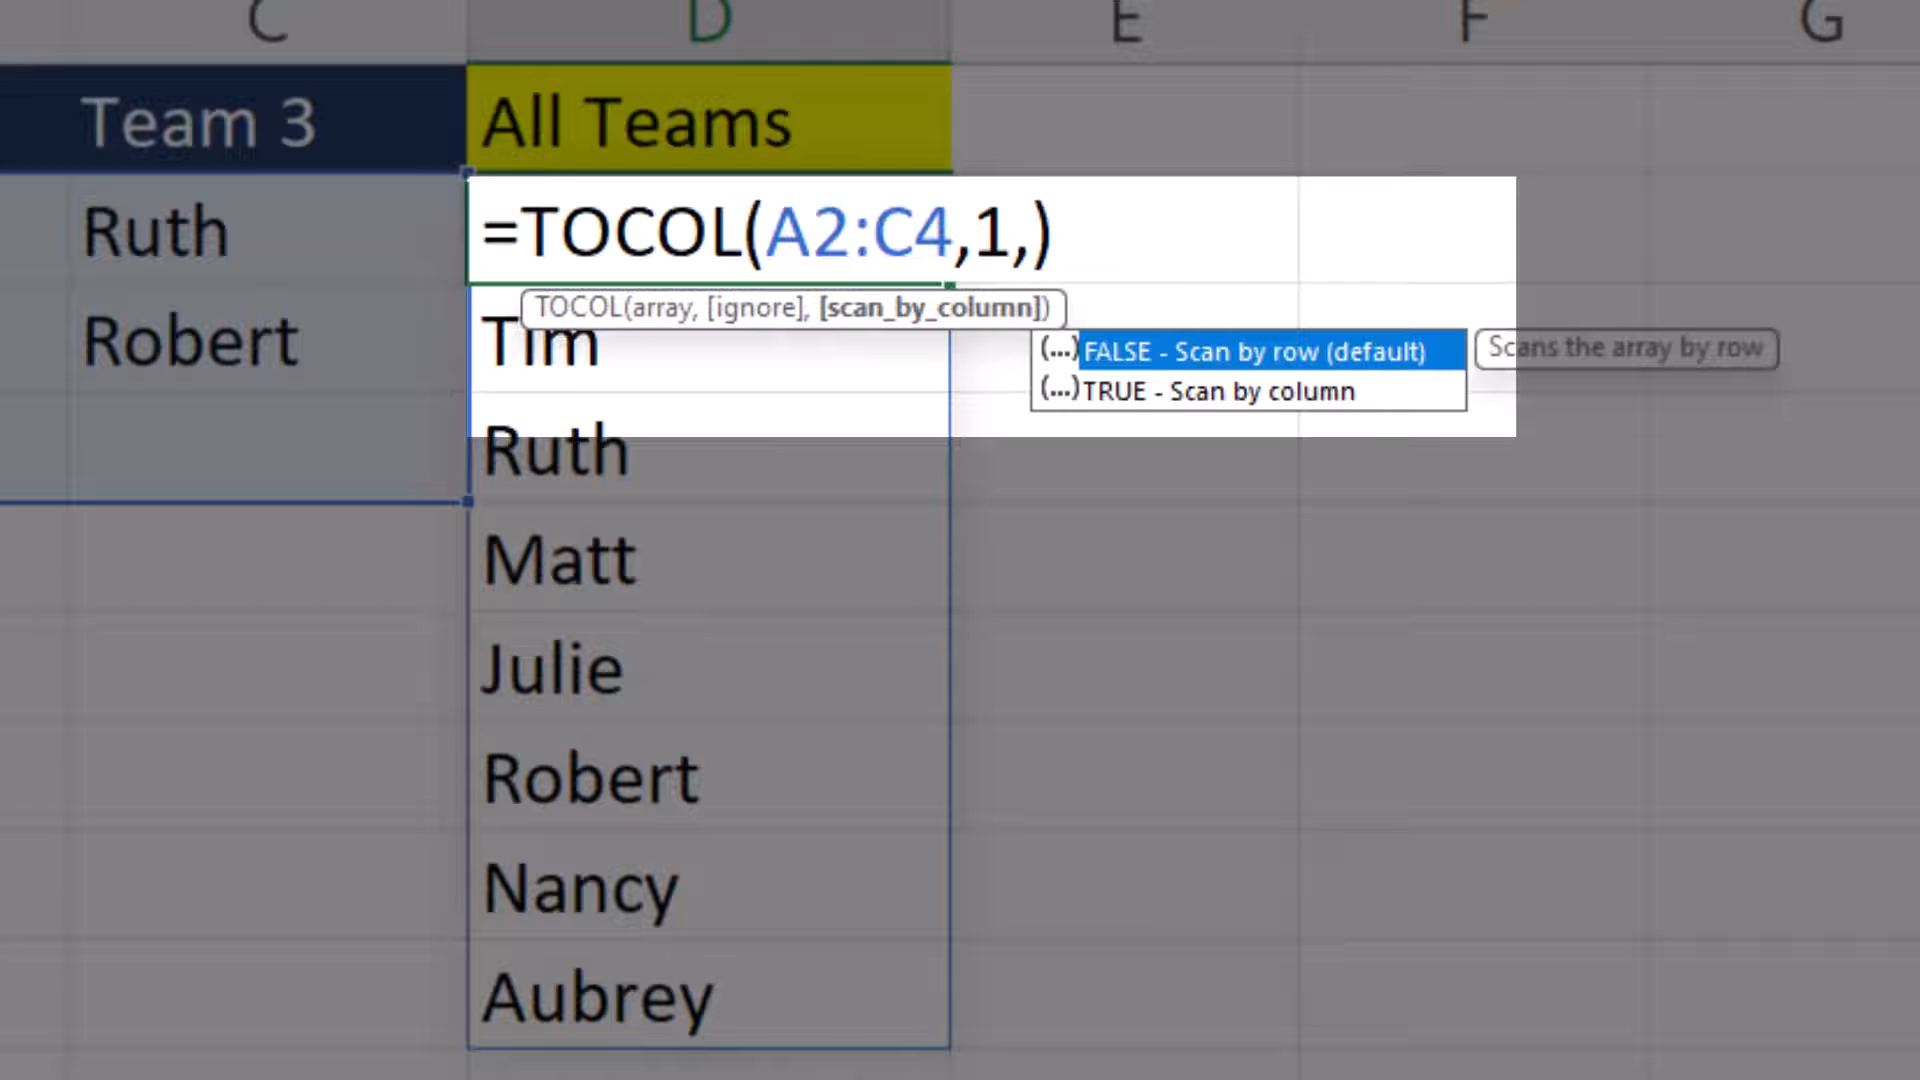 C D E F G
Team 3 All Teams
Ruth =TOCOL(A2:C4,1,)
TOCOL(array, [ignore], [scan_by_column])
Robert Tim
(...) FALSE - Scan by row (default) Scans the array by row
(...) TRUE - Scan by column
Ruth
Matt
Julie
Robert
Nancy
Aubrey